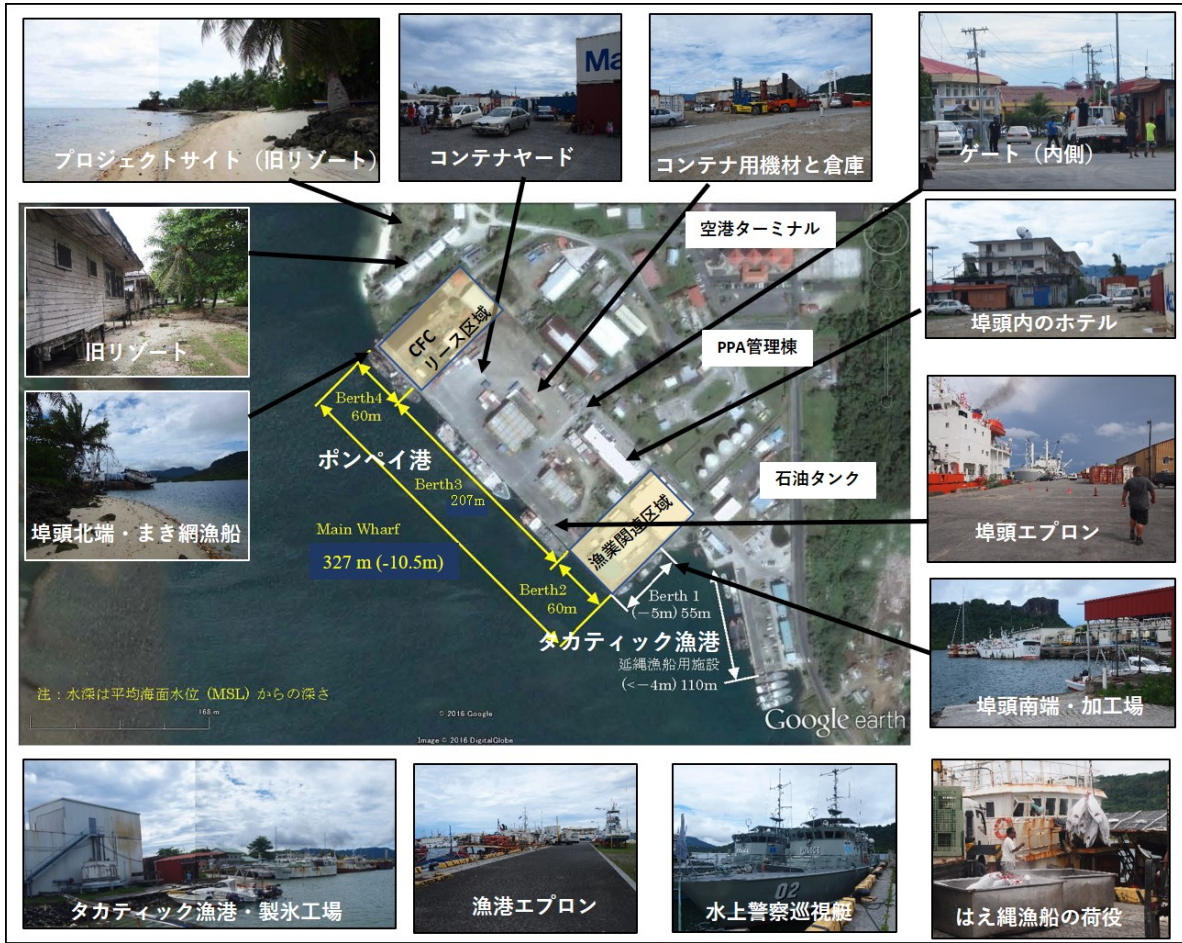 プロジェクトサイト（旧リゾート）
コンテナヤード
Ma
コンテナ用機材と倉庫
ゲート（内側）
旧リゾート
埠頭北端・まき網漁船
空港ターミナル
PPA管理棟
石油タンク
埠頭内のホテル
埠頭エプロン
埠頭南端・加工場
CFC
リース区域
Berth4
60m
ポンペイ港
Berth3
207m
Main Wharf
327 m (-10.5m)
漁業関連区域
Berth2
60m
Berth 1
(−5m) 55m
タカティック漁港
延縄漁船用施設
(<−4m) 110m
注：水深は平均海面水位 (MSL) からの深さ
168 m
© 2016 Google
Image © 2016 DigitalGlobe
Google earth
タカティック漁港・製氷工場
漁港エプロン
水上警察巡視艇
02
はえ縄漁船の荷役